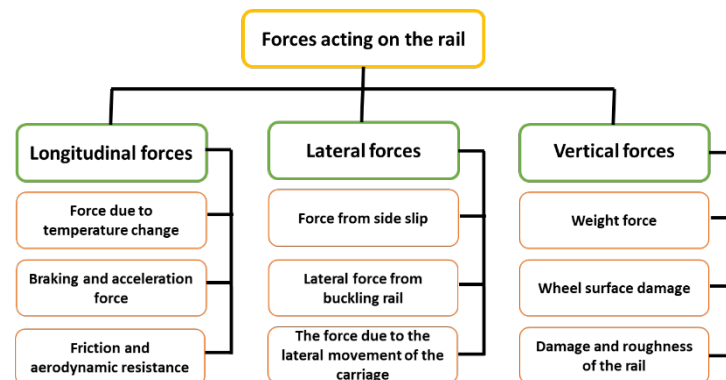 Forces acting on the rail
Longitudinal forces
Lateral forces
Vertical forces
Force due to
temperature change
Force from side slip
Weight force
Braking and acceleration
force
Lateral force from
buckling rail
Wheel surface damage
Friction and
aerodynamic resistance
The force due to the
lateral movement of the
carriage
Damage and roughness
of the rail